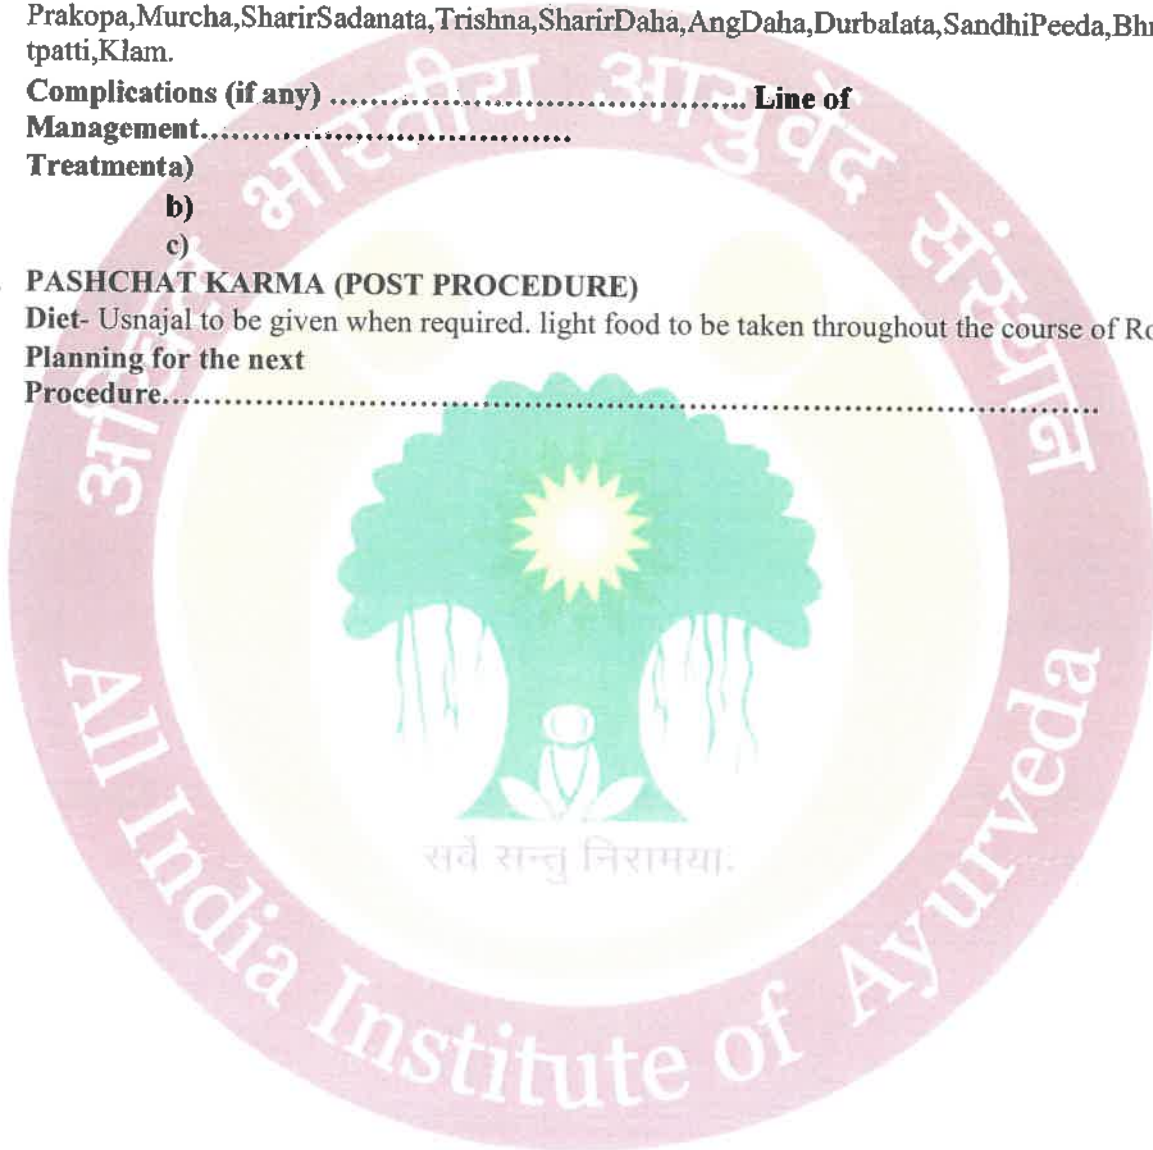 Prakopa,Murcha,SharirSadanata,Trishna,SharirDaha,AngDaha,Durbalata,SandhiPeeda,
tpatti,Klam.
Complications (if any) ............................................. Line of
Management.....................................
Treatmenta)
b)
c)
PASHCHAT KARMA (POST PROCEDURE)
Diet- Usnajal to be given when required. light food to be taken throughout the course of
Planning for the next
Procedure...........................................................................................
अखिल भारतीय आयुर्वेद संस्थान
सर्वे सन्तु निरामयाः
All India Institute of Ayurveda